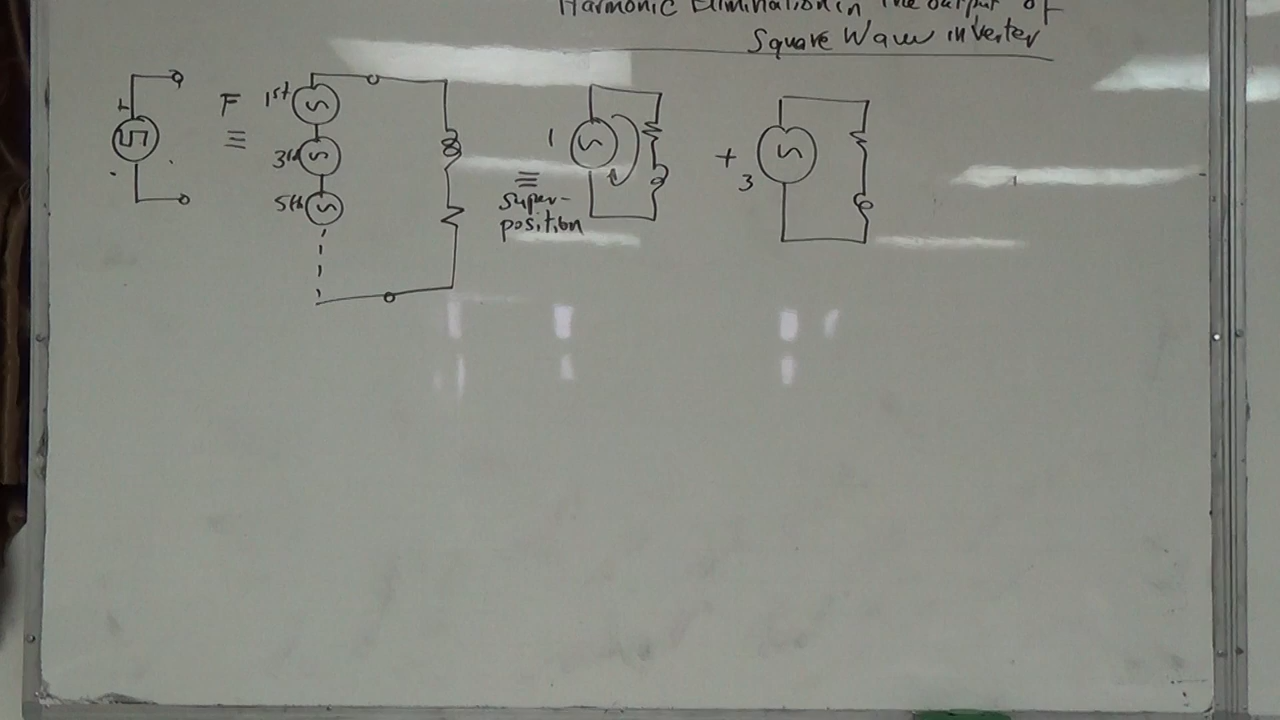 Harmonic Elimination in The output of
Square Wave inverter
+
F
≡
1st
3rd
5th
≡
super-
position
1
+
3